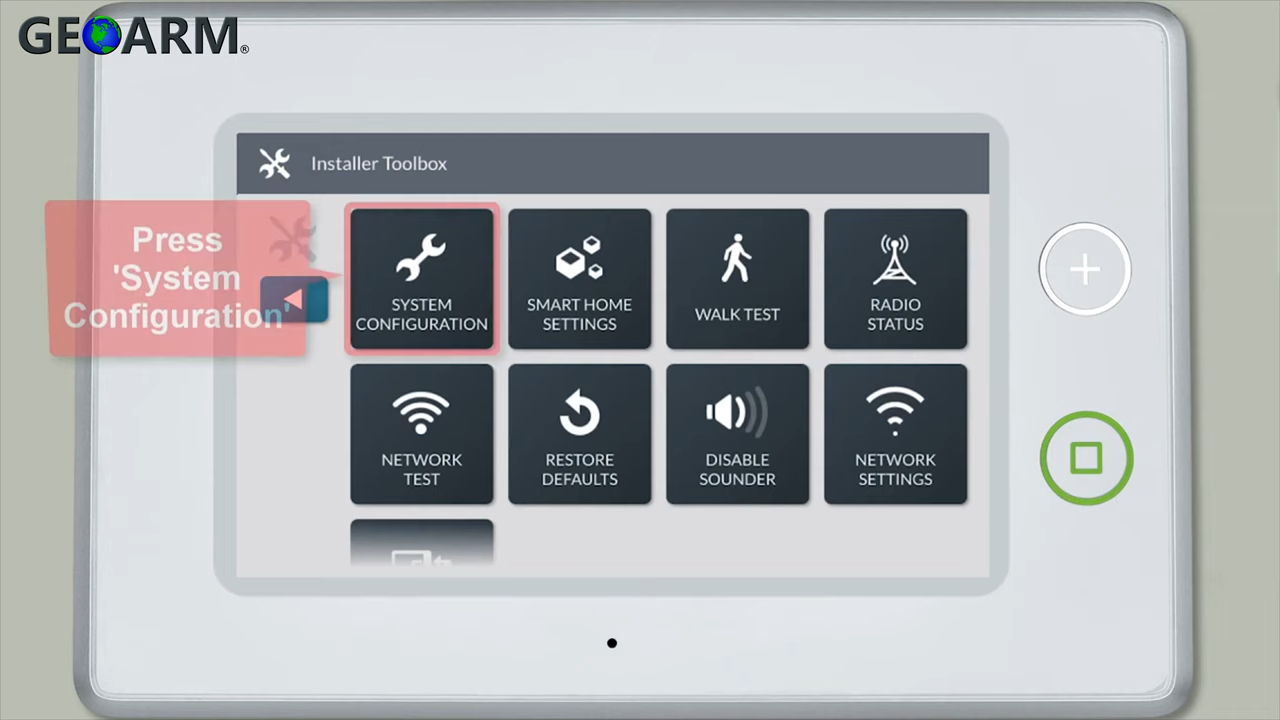 GEOARM®
Installer Toolbox
Press
'System
Configuration'
SYSTEM
CONFIGURATION
SMART HOME
SETTINGS
WALK TEST
RADIO
STATUS
NETWORK
TEST
RESTORE
DEFAULTS
DISABLE
SOUNDER
NETWORK
SETTINGS